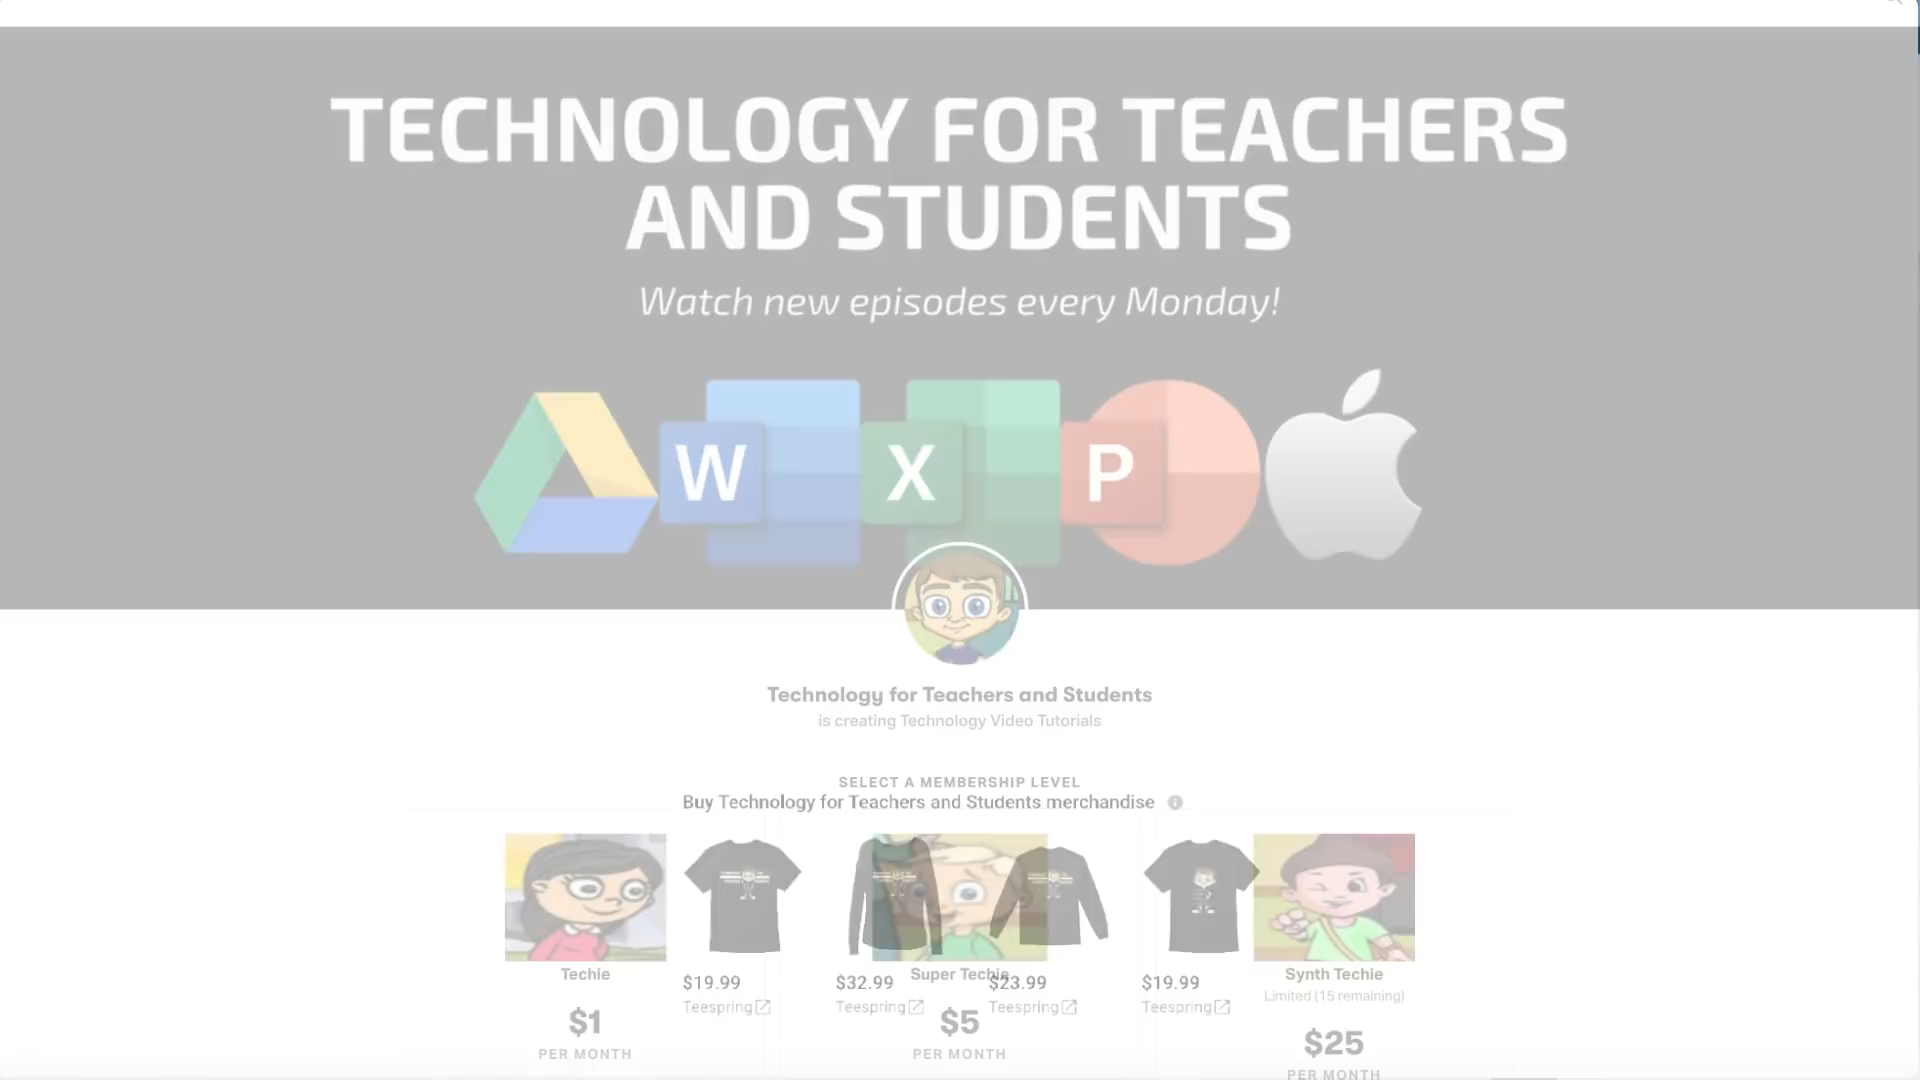 TECHNOLOGY FOR TEACHERS
AND STUDENTS
Watch new episodes every Monday!
W X P
Technology for Teachers and Students
is creating Technology Video Tutorials
SELECT A MEMBERSHIP LEVEL
Buy Technology for Teachers and Students merchandise
Techie
Super Techie
Synth Techie
$19.99
$32.99
$23.99
$19.99
Limited (15 remaining)
Teespring
Teespring
Teespring
Teespring
$1
$5
$25
PER MONTH
PER MONTH
PER MONTH